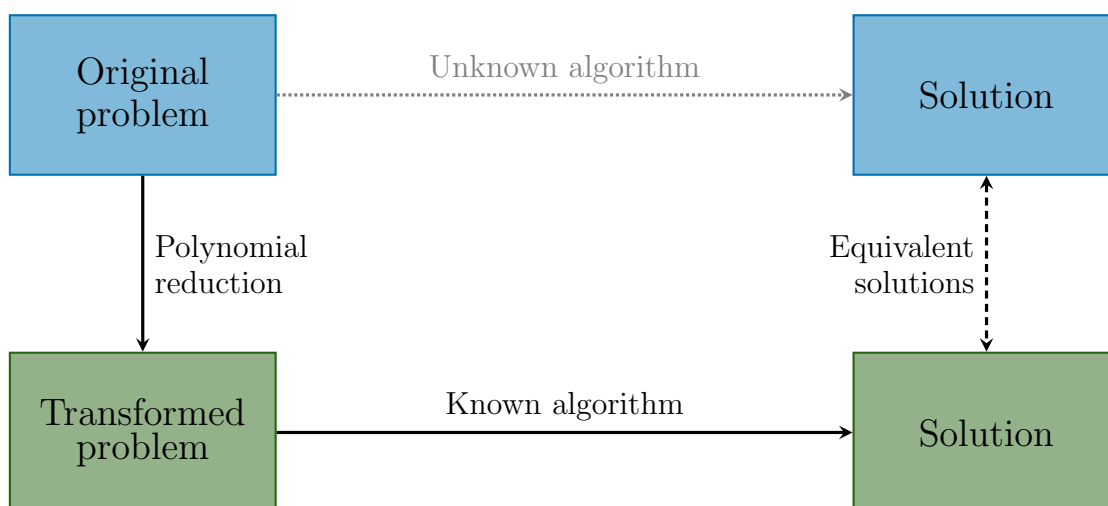 Original
problem
Unknown algorithm
Solution
Polynomial
reduction
Equivalent
solutions
Transformed
problem
Known algorithm
Solution